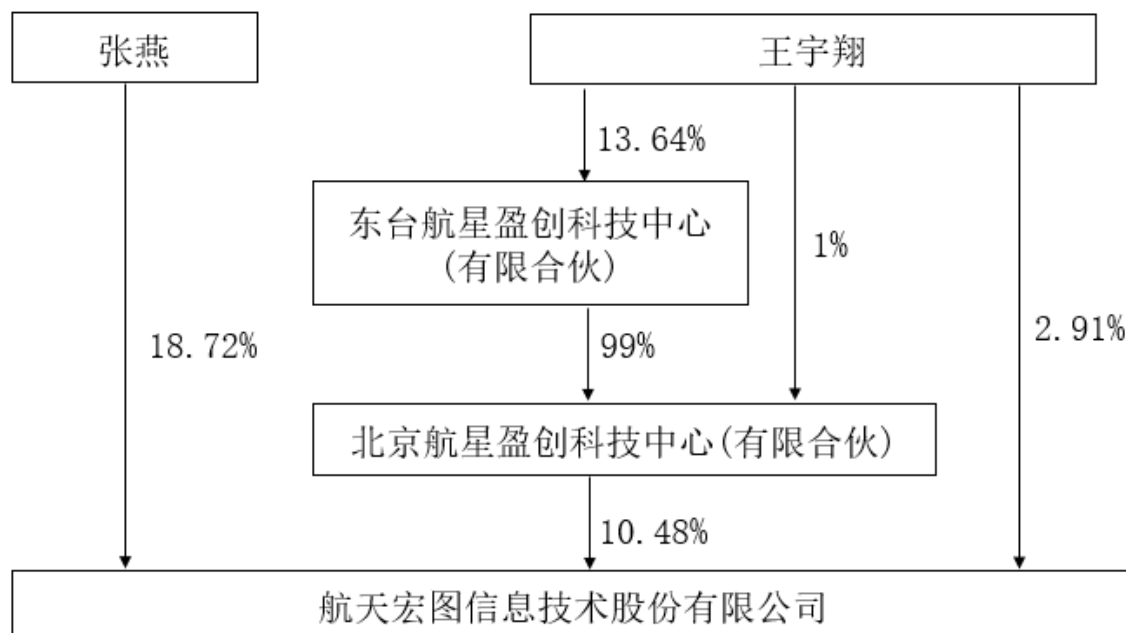 张燕
王宇翔
13.64%
东台航星盈创科技中心
(有限合伙)
1%
18.72%
99%
2.91%
北京航星盈创科技中心(有限合伙)
10.48%
航天宏图信息技术股份有限公司